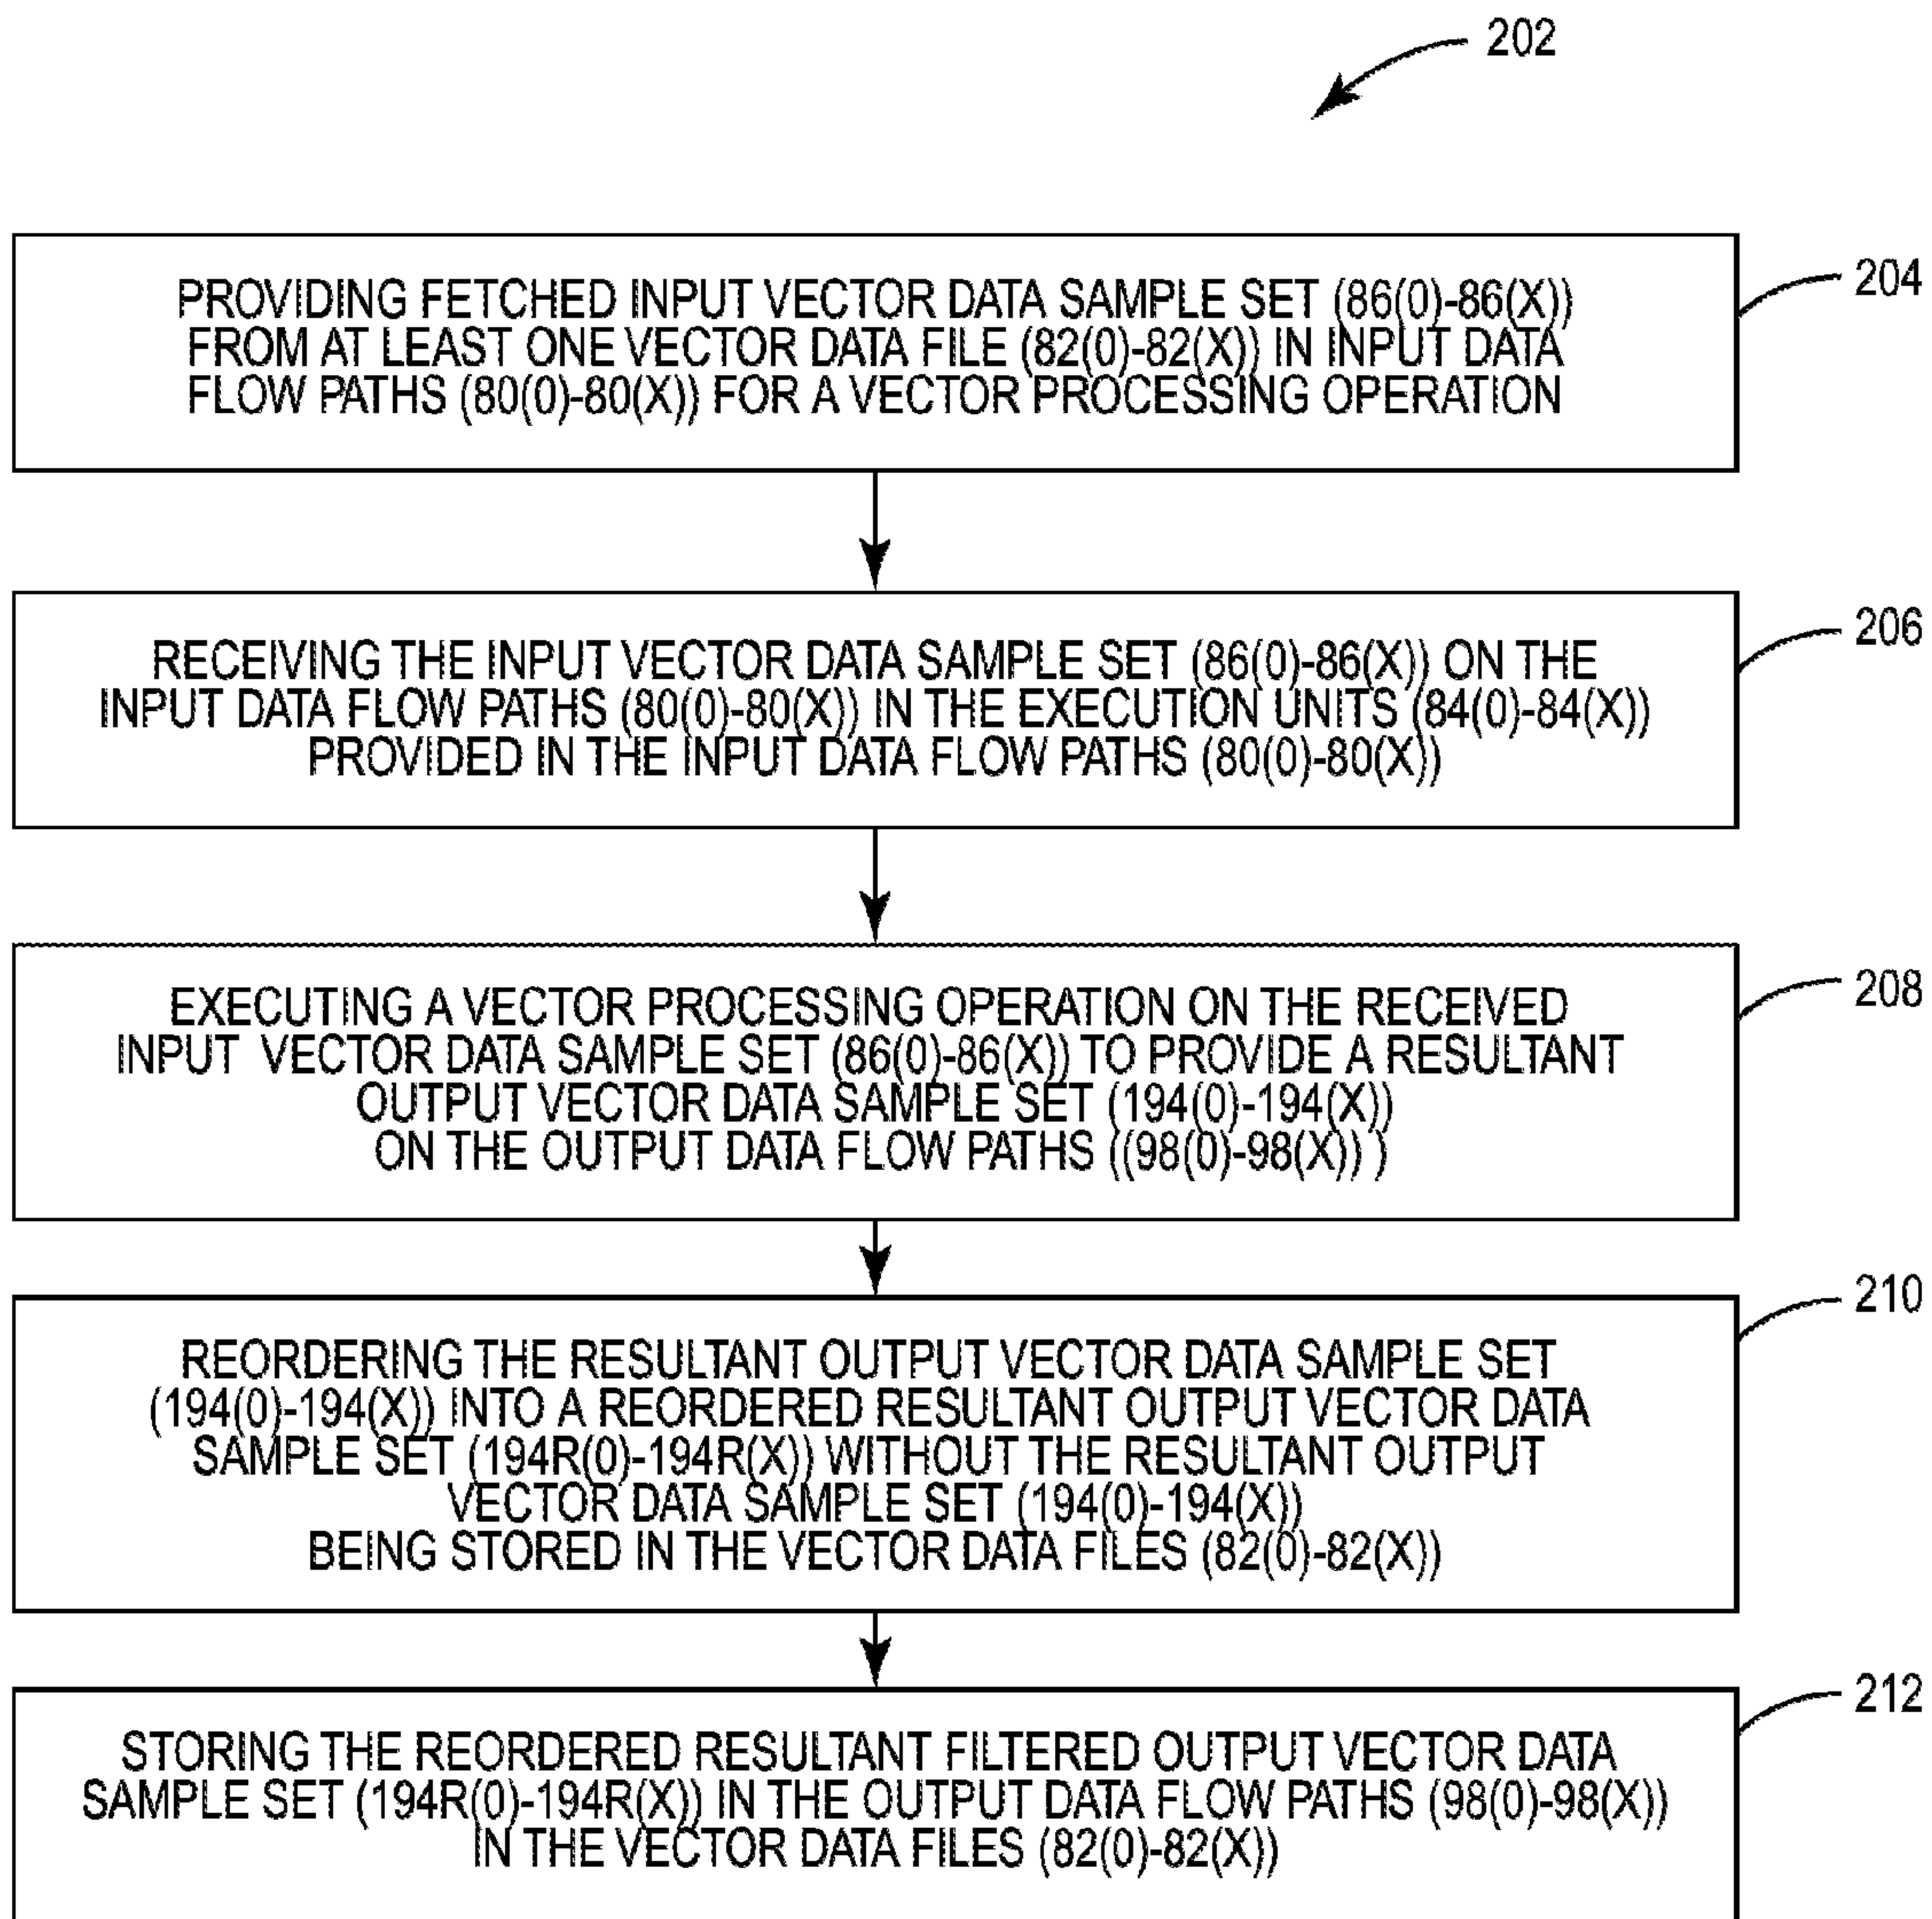 202
PROVIDING FETCHED INPUT VECTOR DATA SAMPLE SET (86(0)-86(X))
FROM AT LEAST ONE VECTOR DATA FILE (82(0)-82(X)) IN INPUT DATA
FLOW PATHS (80(0)-80(X)) FOR A VECTOR PROCESSING OPERATION
204
RECEIVING THE INPUT VECTOR DATA SAMPLE SET (86(0)-86(X)) ON THE
INPUT DATA FLOW PATHS (80(0)-80(X)) IN THE EXECUTION UNITS (84(0)-84(X))
PROVIDED IN THE INPUT DATA FLOW PATHS (80(0)-80(X))
206
EXECUTING A VECTOR PROCESSING OPERATION ON THE RECEIVED
INPUT VECTOR DATA SAMPLE SET (86(0)-86(X)) TO PROVIDE A RESULTANT
OUTPUT VECTOR DATA SAMPLE SET (194(0)-194(X))
ON THE OUTPUT DATA FLOW PATHS ((98(0)-98(X)) )
208
REORDERING THE RESULTANT OUTPUT VECTOR DATA SAMPLE SET
(194(0)-194(X)) INTO A REORDERED RESULTANT OUTPUT VECTOR DATA
SAMPLE SET (194R(0)-194R(X)) WITHOUT THE RESULTANT OUTPUT
VECTOR DATA SAMPLE SET (194(0)-194(X))
BEING STORED IN THE VECTOR DATA FILES (82(0)-82(X))
210
STORING THE REORDERED RESULTANT FILTERED OUTPUT VECTOR DATA
SAMPLE SET (194R(0)-194R(X)) IN THE OUTPUT DATA FLOW PATHS (98(0)-98(X))
IN THE VECTOR DATA FILES (82(0)-82(X))
212